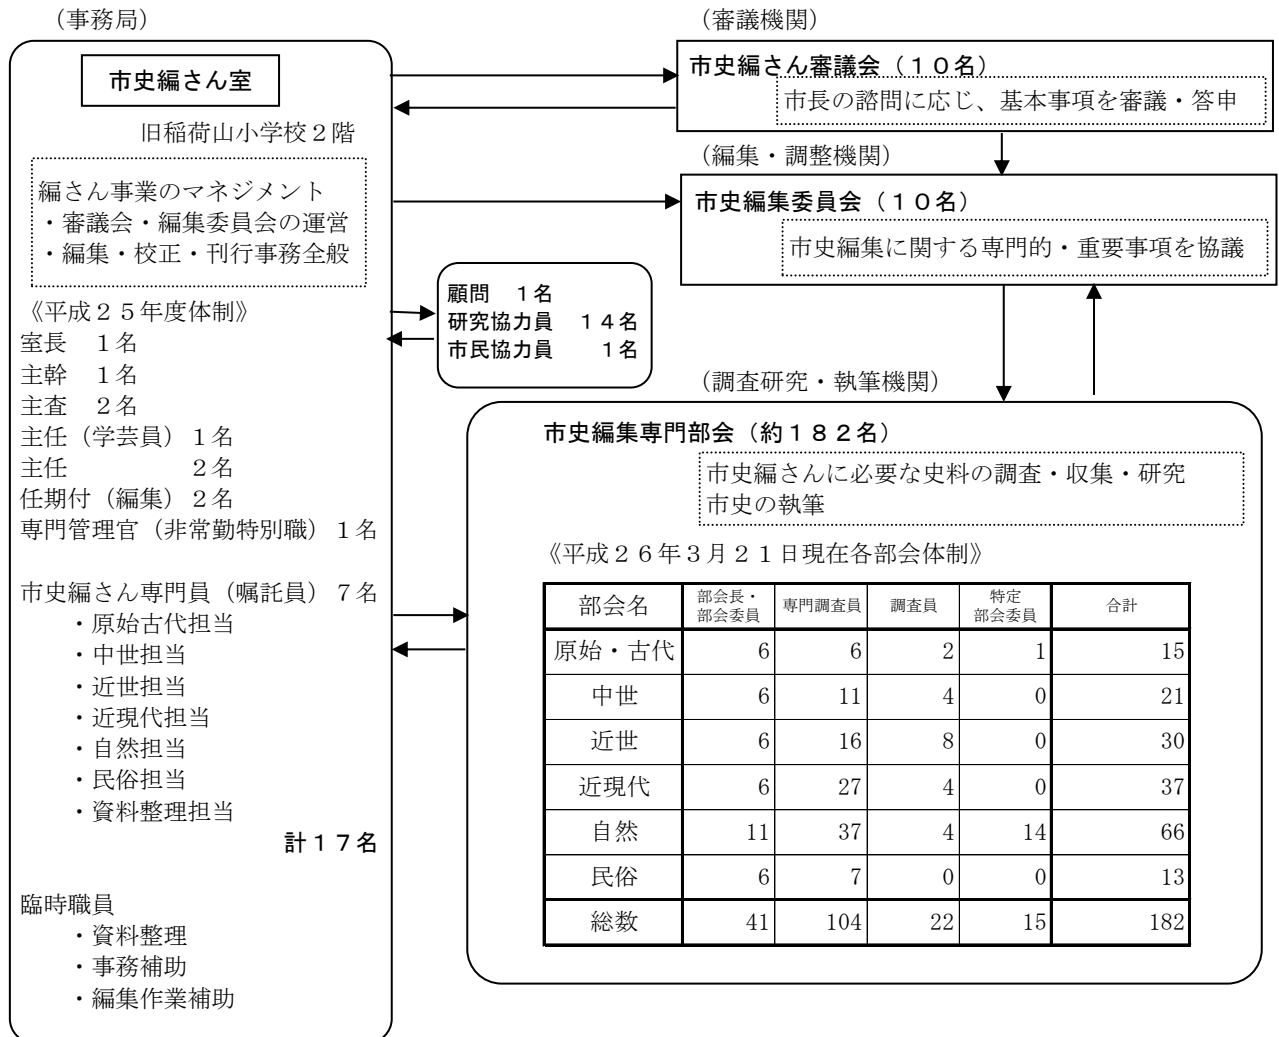 （事務局）
市史編さん室
旧稲荷山小学校２階
編さん事業のマネジメント
・審議会・編集委員会の運営
・編集・校正・刊行事務全般
《平成２５年度体制》
室長　１名
主幹　１名
主査　２名
主任（学芸員）１名
主任　　　　　２名
任期付（編集）２名
専門管理官（非常勤特別職）１名
市史編さん専門員（嘱託員）７名
・原始古代担当
・中世担当
・近世担当
・近現代担当
・自然担当
・民俗担当
・資料整理担当
計１７名
臨時職員
・資料整理
・事務補助
・編集作業補助
顧問　１名
研究協力員　１４名
市民協力員　　１名
（審議機関）
市史編さん審議会（１０名）
市長の諮問に応じ、基本事項を審議・答申
（編集・調整機関）
市史編集委員会（１０名）
市史編集に関する専門的・重要事項を協議
（調査研究・執筆機関）
市史編集専門部会（約１８２名）
市史編さんに必要な史料の調査・収集・研究
市史の執筆
《平成２６年３月２１日現在各部会体制》
部会名 部会長・部会委員 専門調査員 調査員 特定部会委員 合計
原始・古代 6 6 2 1 15
中世 6 11 4 0 21
近世 6 16 8 0 30
近現代 6 27 4 0 37
自然 11 37 4 14 66
民俗 6 7 0 0 13
総数 41 104 22 15 182